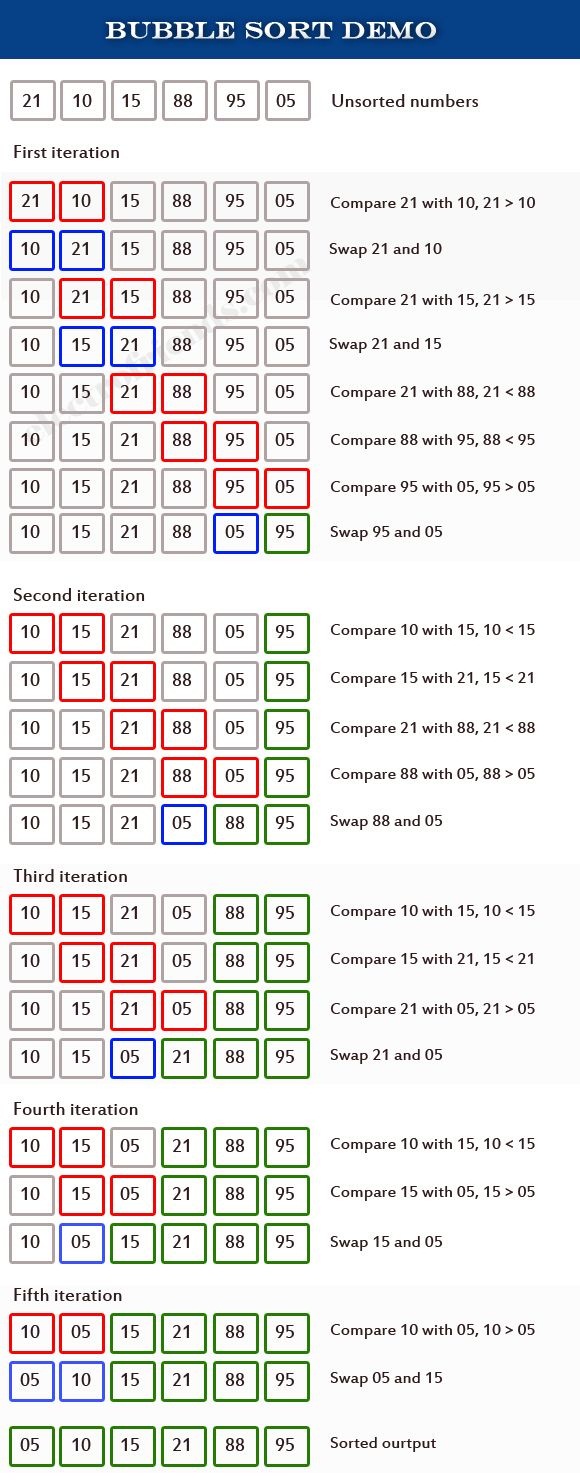 BUBBLE SORT DEMO
21 10 15 88 95 05 Unsorted numbers
First iteration
21 10 15 88 95 05 Compare 21 with 10, 21 > 10
10 21 15 88 95 05 Swap 21 and 10
10 21 15 88 95 05 Compare 21 with 15, 21 > 15
10 15 21 88 95 05 Swap 21 and 15
10 15 21 88 95 05 Compare 21 with 88, 21 < 88
10 15 21 88 95 05 Compare 88 with 95, 88 < 95
10 15 21 88 95 05 Compare 95 with 05, 95 > 05
10 15 21 88 05 95 Swap 95 and 05
Second iteration
10 15 21 88 05 95 Compare 10 with 15, 10 < 15
10 15 21 88 05 95 Compare 15 with 21, 15 < 21
10 15 21 88 05 95 Compare 21 with 88, 21 < 88
10 15 21 88 05 95 Compare 88 with 05, 88 > 05
10 15 21 05 88 95 Swap 88 and 05
Third iteration
10 15 21 05 88 95 Compare 10 with 15, 10 < 15
10 15 21 05 88 95 Compare 15 with 21, 15 < 21
10 15 21 05 88 95 Compare 21 with 05, 21 > 05
10 15 05 21 88 95 Swap 21 and 05
Fourth iteration
10 15 05 21 88 95 Compare 10 with 15, 10 < 15
10 15 05 21 88 95 Compare 15 with 05, 15 > 05
10 05 15 21 88 95 Swap 15 and 05
Fifth iteration
10 05 15 21 88 95 Compare 10 with 05, 10 > 05
05 10 15 21 88 95 Swap 05 and 15
05 10 15 21 88 95 Sorted ourtput